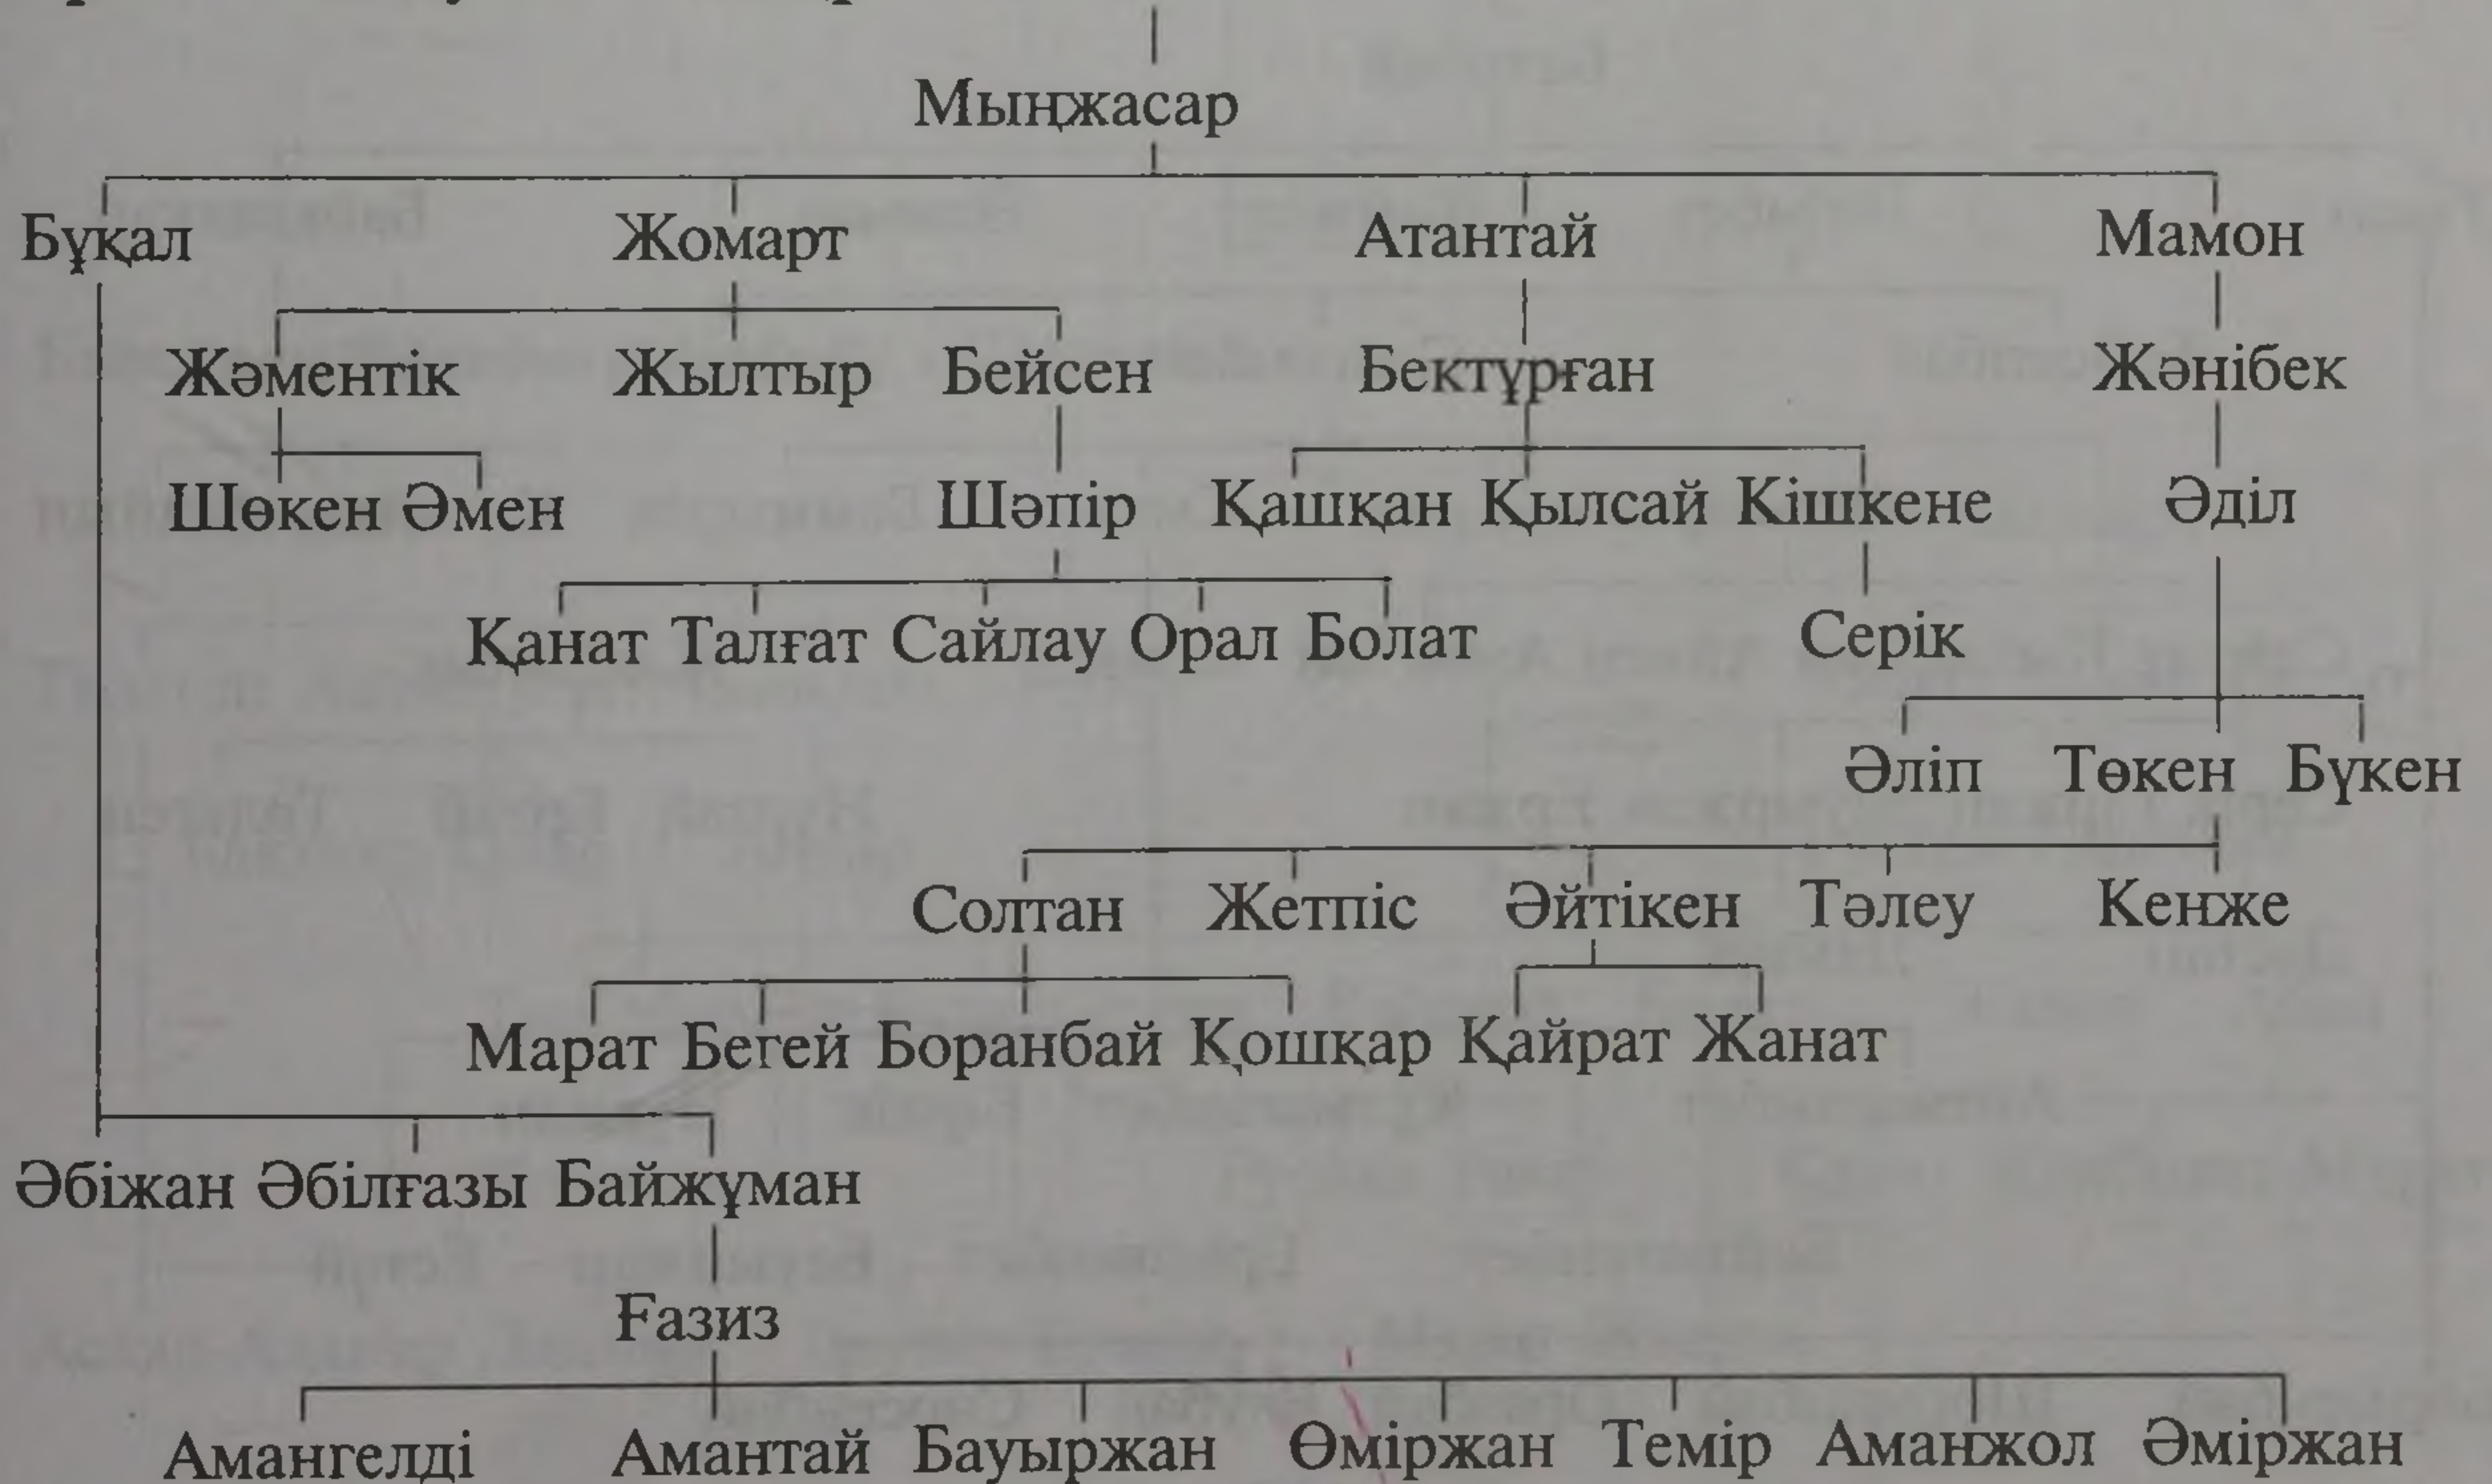 Мыңжасар
Бұқал Жомарт Атантай Мамон
Жәментік Жылтыр Бейсен Бектұрған Жәнібек
Шөкен Әмен Шәпір Қашқан Қылсай Кішкене Әділ
Қанат Талғат Сайлау Орал Болат Серік
Әліп Төкен Бүкен
Солтан Жетпіс Әйтікен Тәлеу Кенже
Марат Бегей Боранбай Қошқар Қайрат Жанат
Әбіжан Әбілғазы Байжұман
Ғазиз
Амангелді Амантай Бауыржан Өміржан Темір Аманжол Әміржан